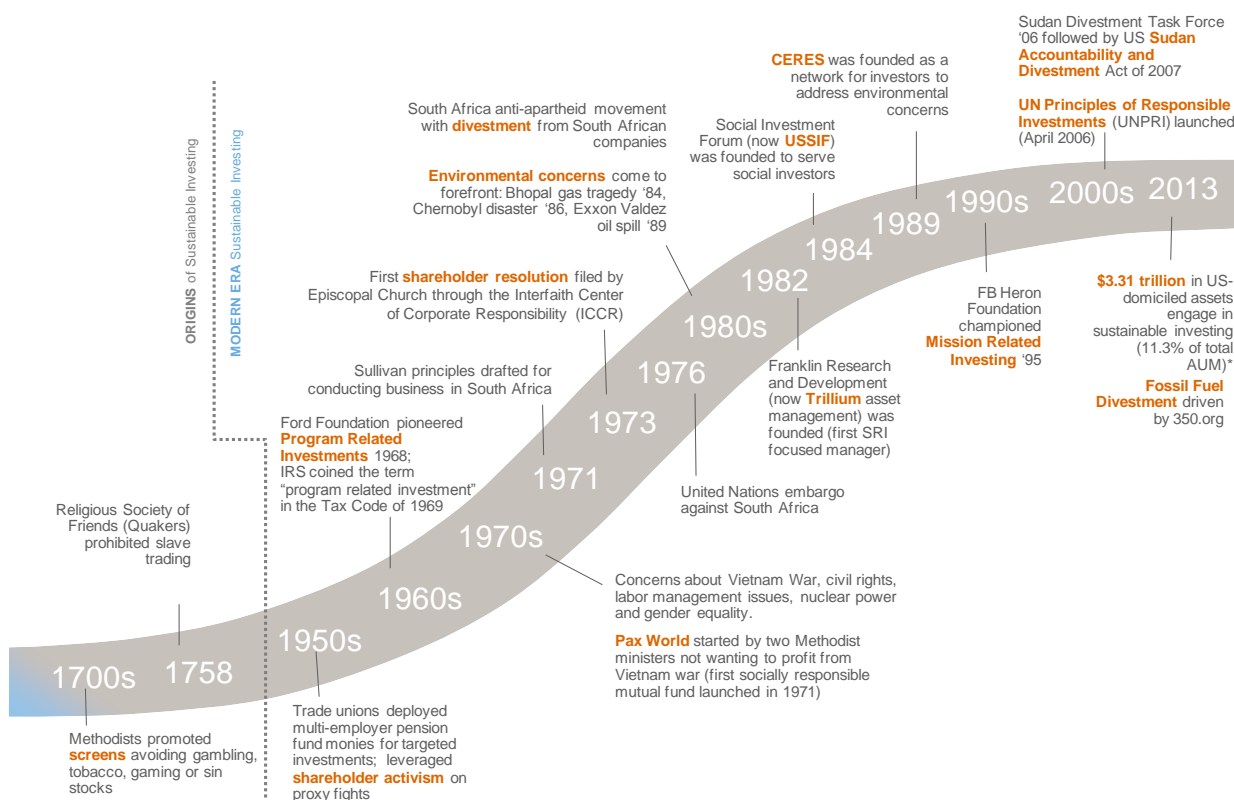 ORIGINS of Sustainable Investing
MODERN ERA Sustainable Investing
1700s
Methodists promoted
screens avoiding gambling,
tobacco, gaming or sin
stocks
1758
Religious Society of
Friends (Quakers)
prohibited slave
trading
1950s
Trade unions deployed
multi-employer pension
fund monies for targeted
investments; leveraged
shareholder activism on
proxy fights
1960s
Ford Foundation pioneered
Program Related
Investments 1968;
IRS coined the term
“program related investment”
in the Tax Code of 1969
1970s
Concerns about Vietnam War, civil rights,
labor management issues, nuclear power
and gender equality.
Pax World started by two Methodist
ministers not wanting to profit from
Vietnam war (first socially responsible
mutual fund launched in 1971)
1971
Sullivan principles drafted for
conducting business in South Africa
1973
First shareholder resolution filed by
Episcopal Church through the Interfaith Center
of Corporate Responsibility (ICCR)
1976
United Nations embargo
against South Africa
1980s
South Africa anti-apartheid movement
with divestment from South African
companies
Environmental concerns come to
forefront: Bhopal gas tragedy ‘84,
Chernobyl disaster ‘86, Exxon Valdez
oil spill ‘89
1982
Franklin Research
and Development
(now Trillium asset
management) was
founded (first SRI
focused manager)
1984
Social Investment
Forum (now USSIF)
was founded to serve
social investors
1989
CERES was founded as a
network for investors to
address environmental
concerns
1990s
FB Heron
Foundation
championed
Mission Related
Investing ‘95
2000s
Sudan Divestment Task Force
‘06 followed by US Sudan
Accountability and
Divestment Act of 2007
UN Principles of Responsible
Investments (UNPRI) launched
(April 2006)
2013
$3.31 trillion in US-
domiciled assets
engage in
sustainable investing
(11.3% of total
AUM)*
Fossil Fuel
Divestment driven
by 350.org